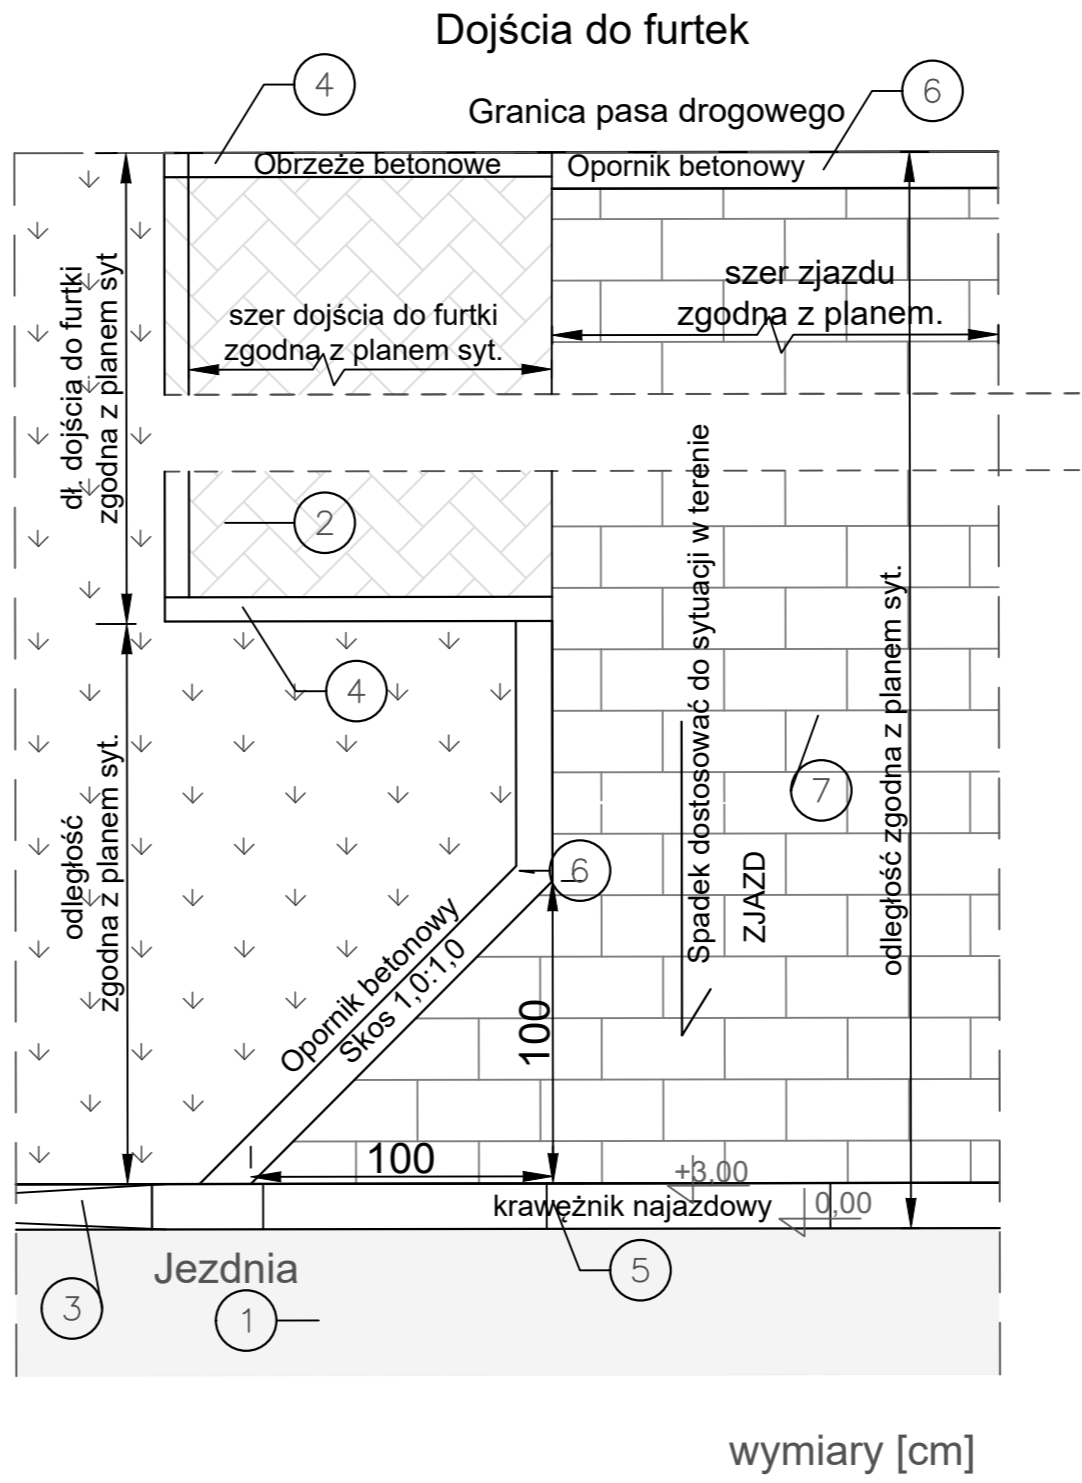 Dojścia do furtek
4
6
Granica pasa drogowego
Obrzeże betonowe
Opornik betonowy
szer zjazdu
zgodna z planem.
szer dojścia do furtki
zgodna z planem syt.
dł. dojścia do furtki
zgodna z planem syt
2
4
Spadek dostosować do sytuacji w terenie
ZJAZD
7
odległość zgodna z planem syt.
odległość
zgodna z planem syt.
6
Opornik betonowy
Skos 1,0:1,0
100
100
+3,00
krawężnik najazdowy
0,00
Jezdnia
5
3
1
wymiary [cm]